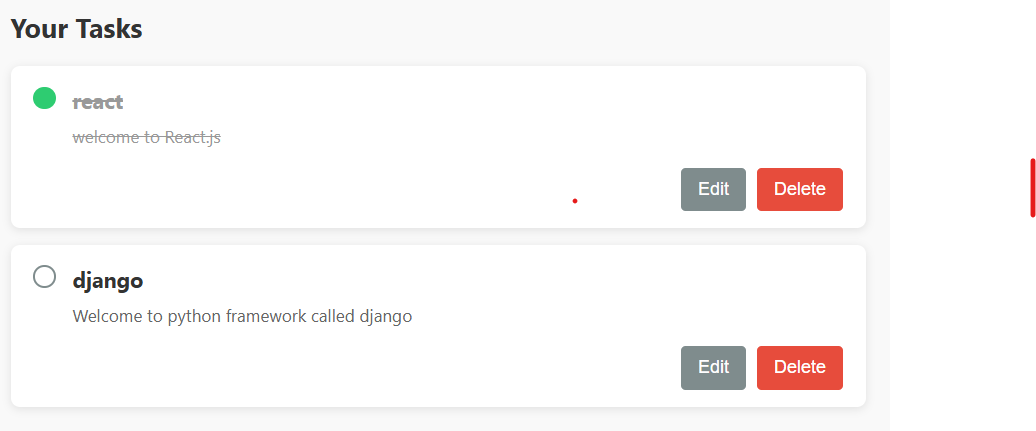 Your Tasks
react
welcome to React.js
Edit Delete
django
Welcome to python framework called django
Edit Delete